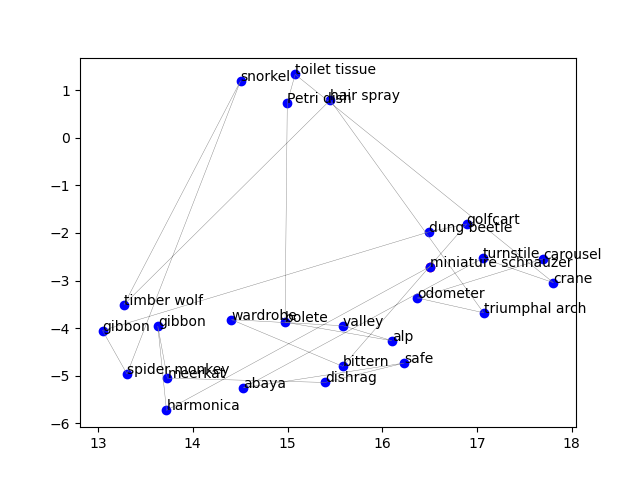 toilet tissue
snorkel
hair spray
Petri dish
golfcart
dung beetle
turnstile
carousel
miniature schnauzer
crane
odometer
timber wolf
triumphal arch
wardrobe
bolete
gibbon
gibbon
valley
alp
bittern
safe
spider monkey
meerkat
dishrag
abaya
harmonica
1
0
−1
−2
−3
−4
−5
−6
13 14 15 16 17 18